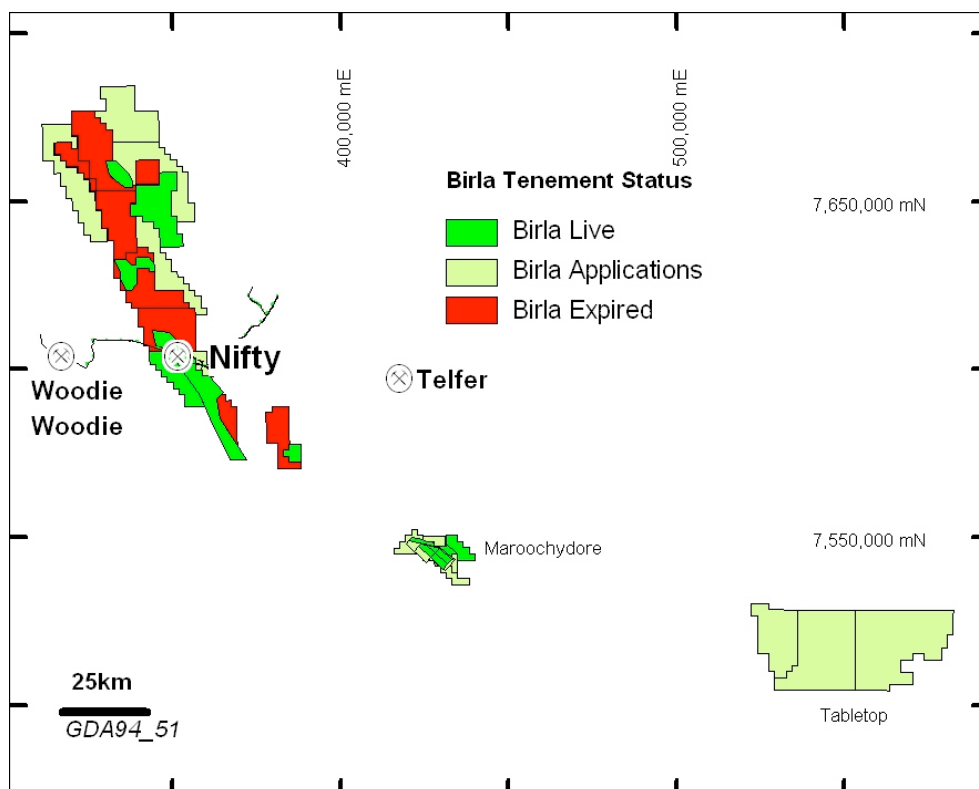 400,000 mE
500,000 mE
Birla Tenement Status
7,650,000 mN
Birla Live
Birla Applications
Birla Expired
Nifty
Woodie
Woodie
Telfer
Maroochydore
7,550,000 mN
25km
GDA94_51
Tabletop